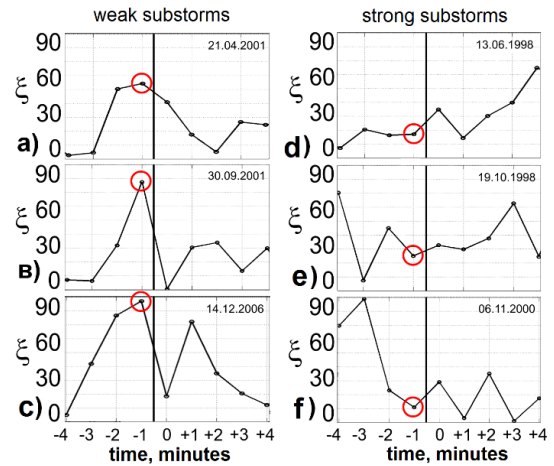 weak substorms
strong substorms
90
60
30
0
ξ
a)
21.04.2001
90
60
30
0
ξ
d)
13.06.1998
90
60
30
0
ξ
в)
30.09.2001
90
60
30
0
ξ
e)
19.10.1998
90
60
30
0
ξ
c)
14.12.2006
90
60
30
0
ξ
f)
06.11.2000
-4 -3 -2 -1 0 +1 +2 +3 +4
-4 -3 -2 -1 0 +1 +2 +3 +4
time, minutes
time, minutes